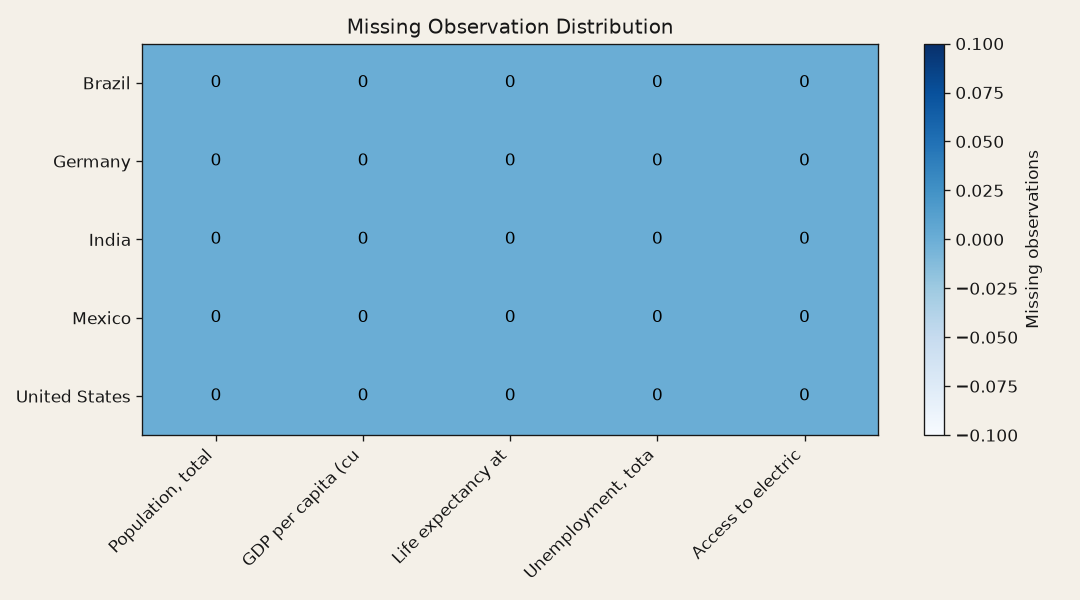 Missing Observation Distribution
Brazil 0 0 0 0 0
Germany 0 0 0 0 0
India 0 0 0 0 0
Mexico 0 0 0 0 0
United States 0 0 0 0 0
Population, total
GDP per capita (cu
Life expectancy at
Unemployment, tota
Access to electric
0.100
0.075
0.050
0.025
0.000
−0.025
−0.050
−0.075
−0.100
Missing observations